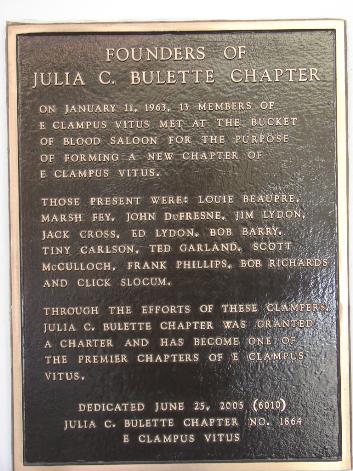 FOUNDERS OF
JULIA C. BULETTE CHAPTER
ON JANUARY 11, 1963, 13 MEMBERS OF
E CLAMPUS VITUS MET AT THE BUCKET
OF BLOOD SALOON FOR THE PURPOSE
OF FORMING A NEW CHAPTER OF
E CLAMPUS VITUS.
THOSE PRESENT WERE: LOUIE BEAUPRE,
MARSH FEY, JOHN DUFRESNE, JIM LYDON,
JACK CROSS, ED LYDON, BOB BARRY,
TINY CARLSON, TED GARLAND, SCOTT
MCCULLOCH, FRANK PHILLIPS, BOB RICHARDS
AND CLICK SLOCUM.
THROUGH THE EFFORTS OF THESE CLAMPERS,
JULIA C. BULETTE CHAPTER WAS GRANTED
A CHARTER AND HAS BECOME ONE OF
THE PREMIER CHAPTERS OF E CLAMPUS
VITUS.
DEDICATED JUNE 25, 2005 (6010)
JULIA C. BULETTE CHAPTER NO. 1864
E CLAMPUS VITUS